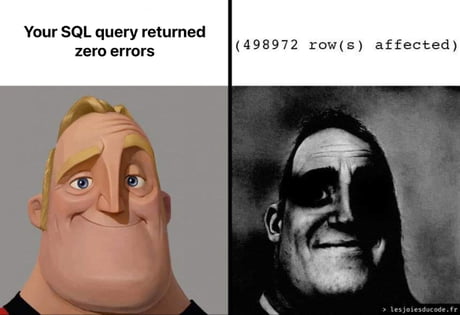 Your SQL query returned
zero errors
(498972 row(s) affected)
> lesjoiesducode.fr